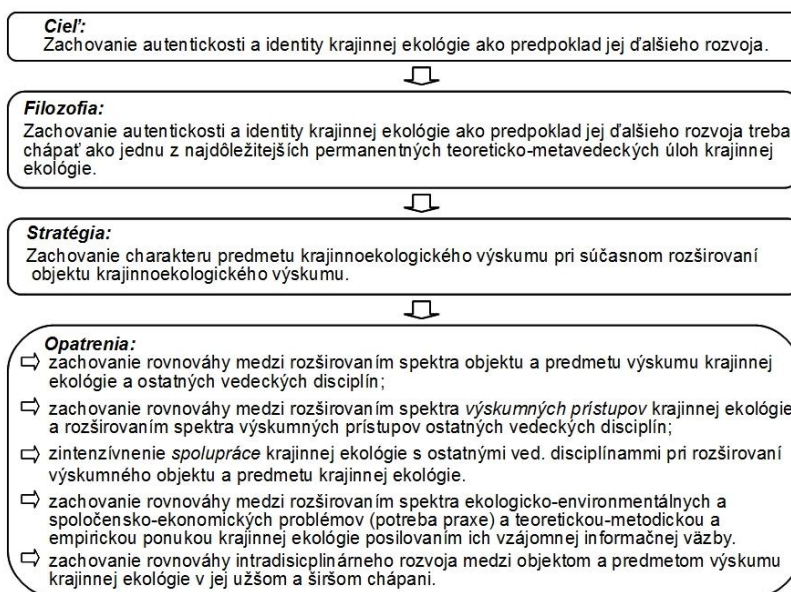 Cieľ:
Zachovanie autentickosti a identity krajinnej ekológie ako predpoklad jej ďalšieho rozvoja.
Filozofia:
Zachovanie autentickosti a identity krajinnej ekológie ako predpoklad jej ďalšieho rozvoja treba
chápať ako jednu z najdôležitejších permanentných teoreticko-metavedeckých úloh krajinnej
ekológie.
Stratégia:
Zachovanie charakteru predmetu krajinnoekologického výskumu pri súčasnom rozširovaní
objektu krajinnoekologického výskumu.
Opatrenia:
zachovanie rovnováhy medzi rozširovaním spektra objektu a predmetu výskumu krajinnej
ekológie a ostatných vedeckých disciplín;
zachovanie rovnováhy medzi rozširovaním spektra výskumných prístupov krajinnej ekológie
a rozširovaním spektra výskumných prístupov ostatných vedeckých disciplín;
zintenzívnenie spolupráce krajinnej ekológie s ostatnými ved. disciplínammi pri rozširovaní
výskumného objektu a predmetu krajinnej ekológie.
zachovanie rovnováhy medzi rozširovaním spektra ekologicko-environmentálnych a
spoločensko-ekonomických problémov (potreba praxe) a teoretickou-metodickou a
empirickou ponukou krajinnej ekológie posilovaním ich vzájomnej informačnej väzby.
zachovanie rovnováhy intradisicplinárneho rozvoja medzi objektom a predmetom výskumu
krajinnej ekológie v jej užšom a širšom chápani.